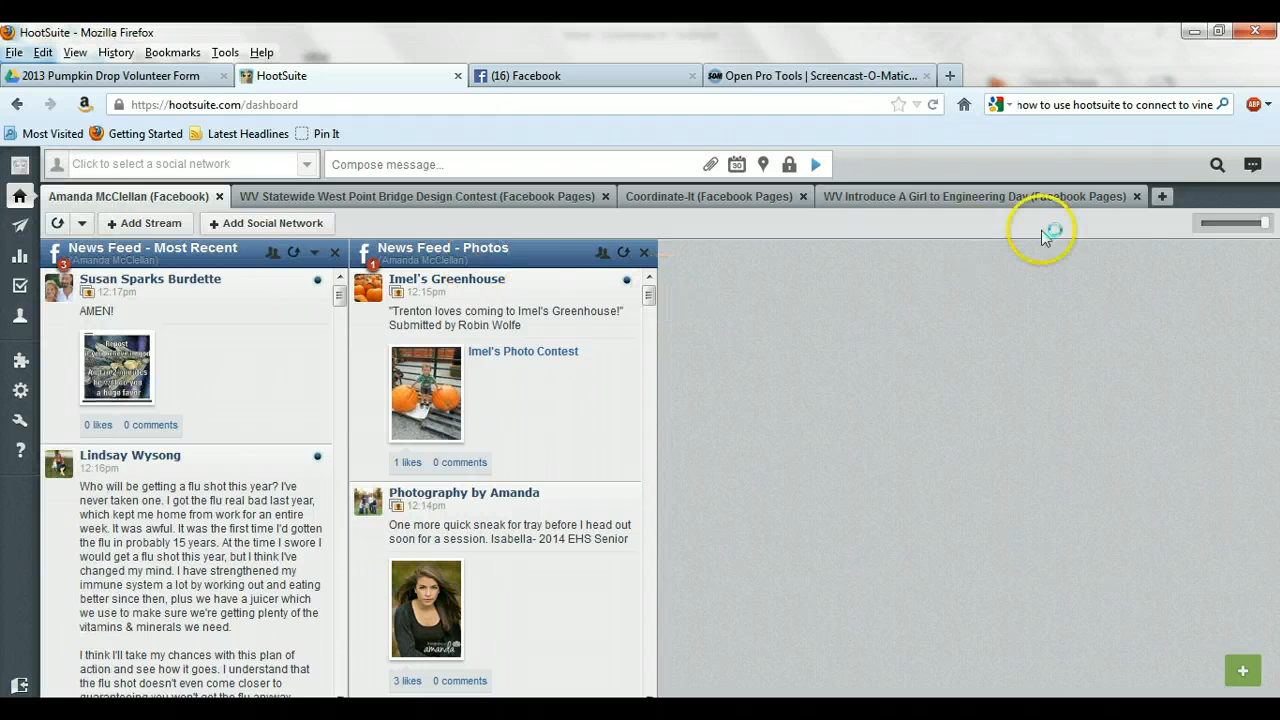 HootSuite - Mozilla Firefox
File Edit View History Bookmarks Tools Help
2013 Pumpkin Drop Volunteer Form
HootSuite
(16) Facebook
Open Pro Tools | Screencast-O-Matic...
https://hootsuite.com/dashboard
how to use hootsuite to connect to vine
ABP
Most Visited
Getting Started
Latest Headlines
Pin It
Click to select a social network
Compose message...
30
Amanda McClellan (Facebook)
WV Statewide West Point Bridge Design Contest (Facebook Pages)
Coordinate-It (Facebook Pages)
WV Introduce A Girl to Engineering Day (Facebook Pages)
Add Stream
Add Social Network
News Feed - Most Recent
(Amanda McClellan)
3
Susan Sparks Burdette
12:17pm
AMEN!
0 likes 0 comments
Lindsay Wysong
12:16pm
Who will be getting a flu shot this year? I've
never taken one. I got the flu real bad last year,
which kept me home from work for an entire
week. It was awful. It was the first time I'd gotten
the flu in probably 15 years. At the time I swore I
would get a flu shot this year, but I think I've
changed my mind. I have strengthened my
immune system a lot by working out and eating
better since then, plus we have a juicer which
we use to make sure we're getting plenty of the
vitamins & minerals we need.
I think I'll take my chances with this plan of
action and see how it goes. I understand that
the flu shot doesn't even come closer to
guaranteeing you won't get the flu anyway
News Feed - Photos
(Amanda McClellan)
1
Imel's Greenhouse
12:15pm
"Trenton loves coming to Imel's Greenhouse!"
Submitted by Robin Wolfe
Imel's Photo Contest
1 likes 0 comments
Photography by Amanda
12:14pm
One more quick sneak for tray before I head out
soon for a session. Isabella- 2014 EHS Senior
amanda
3 likes 0 comments